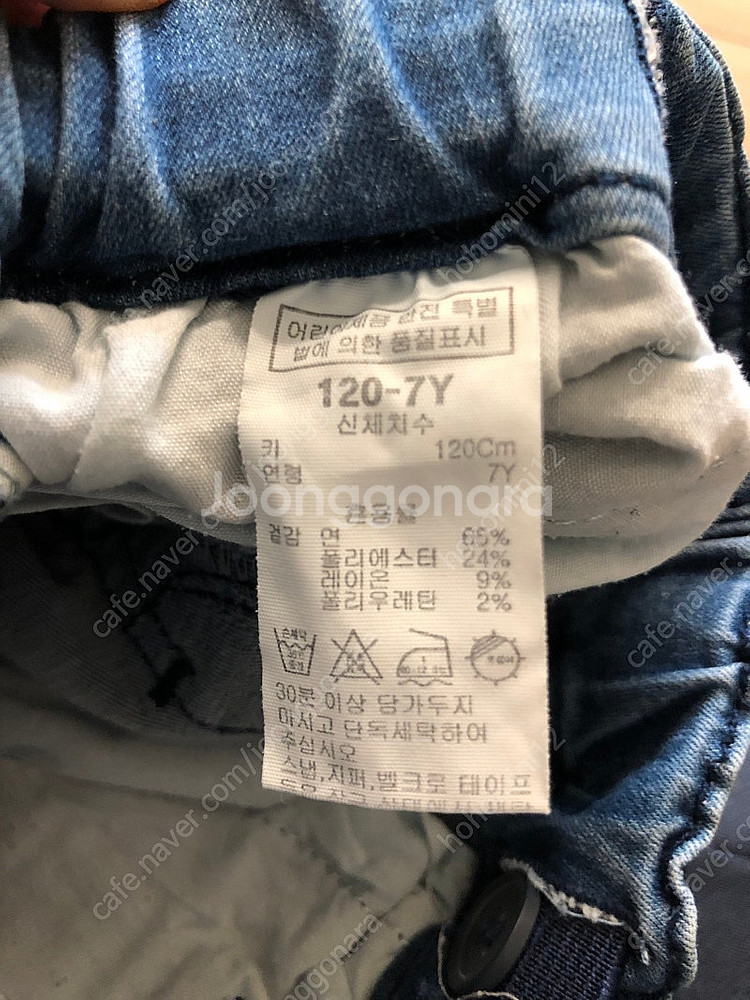 어린이제품 안전 특별
법에 의한 품질표시
120-7Y
신체치수
키 120Cm
연령 7Y
Joonggonara
혼용율
겉감 면 65%
폴리에스터 24%
레이온 9%
폴리우레탄 2%
손세탁
30분 이상 담가두지
마시고 단독세탁하여
주십시오
스냅,지퍼,벨크로 테이프
cafe.naver.com/joonggonara
hohomini12